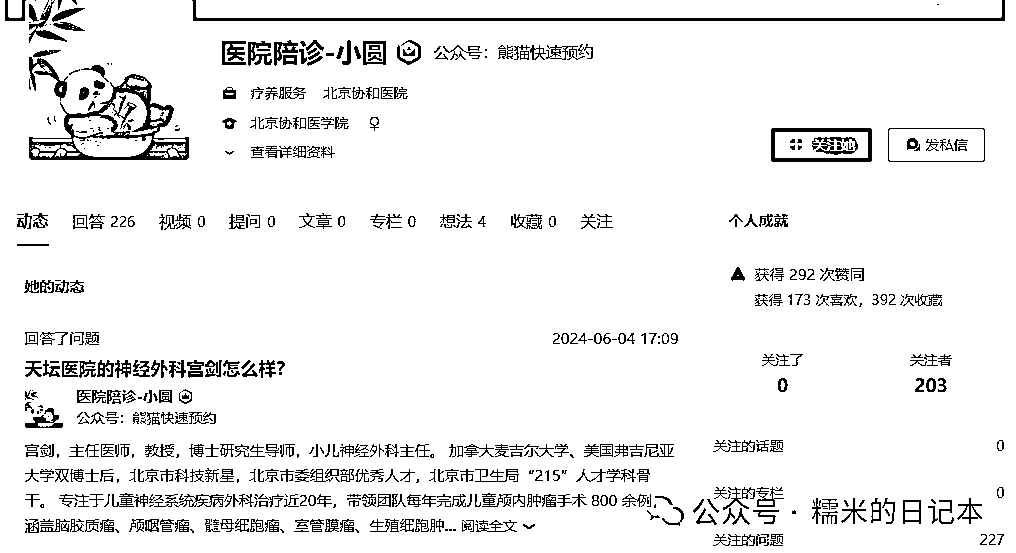 医院陪诊-小圆 公众号：熊猫快速预约
疗养服务 北京协和医院
北京协和医学院
查看详细资料
关注她 发私信
动态 回答 226 视频 0 提问 0 文章 0 专栏 0 想法 4 收藏 0 关注
她的动态
回答了问题 2024-06-04 17:09
天坛医院的神经外科宫剑怎么样？
医院陪诊-小圆
公众号：熊猫快速预约
宫剑，主任医师，教授，博士研究生导师，小儿神经外科主任。 加拿大麦吉尔大学、美国弗吉尼亚
大学双博士后，北京市科技新星，北京市委组织部优秀人才，北京市卫生局“215”人才学科骨
干。 专注于儿童神经系统疾病外科治疗近20年，带领团队每年完成儿童颅内肿瘤手术 800 余例，
涵盖脑胶质瘤、颅咽管瘤、髓母细胞瘤、室管膜瘤、生殖细胞肿... 阅读全文
个人成就
获得 292 次赞同
获得 173 次喜欢，392 次收藏
关注了 关注者
0 203
关注的话题 0
关注的专栏 0
关注的问题 227
公众号 · 糯米的日记本